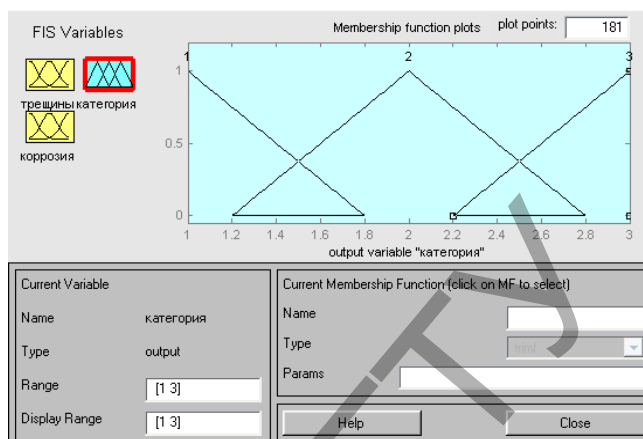 FIS Variables
Membership function plots
plot points:
181
трещины
категория
коррозия
1
2
3
1
0.5
0
1
1.2
1.4
1.6
1.8
2
2.2
2.4
2.6
2.8
3
output variable "категория"
Current Variable
Name
категория
Type
output
Range
[1 3]
Display Range
[1 3]
Current Membership Function (click on MF to select)
Name
Type
trimf
Params
Help
Close